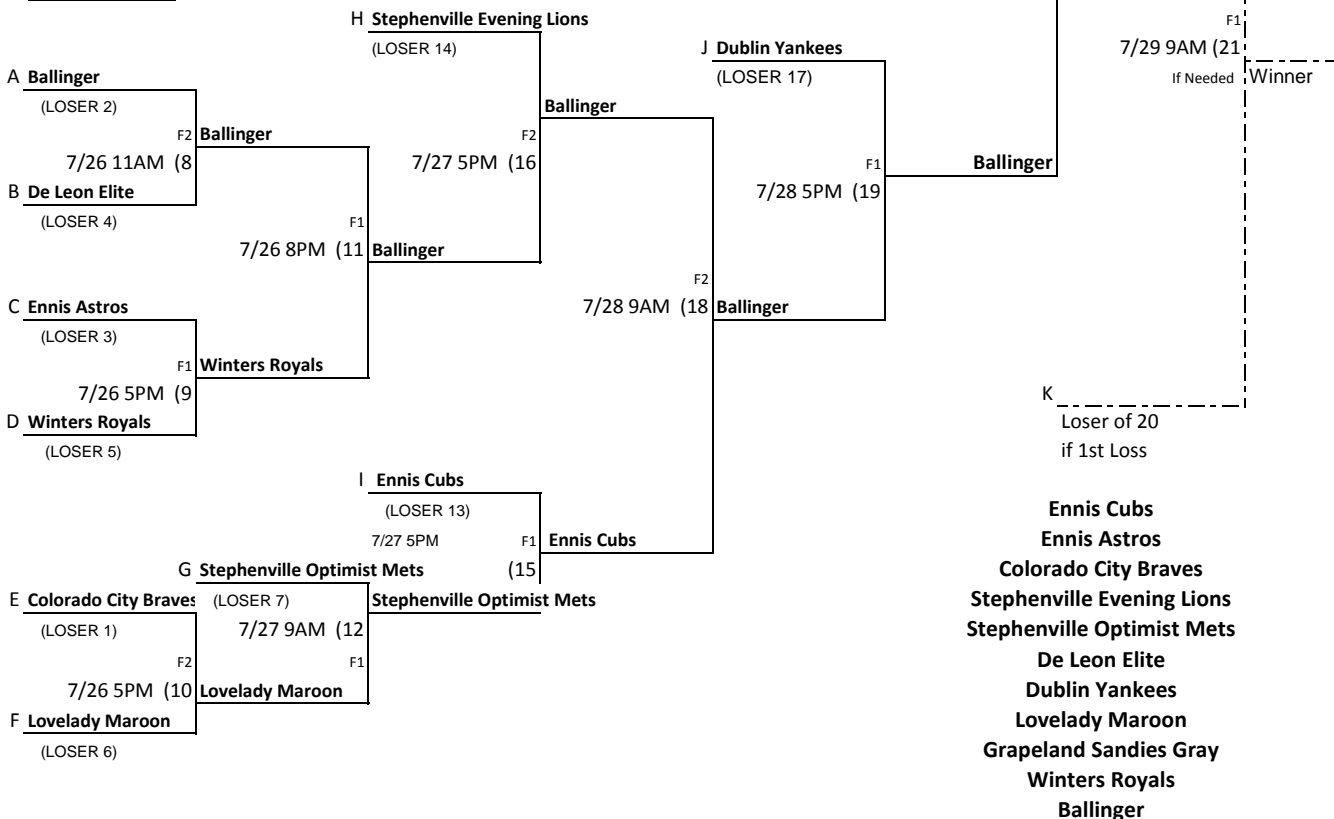 H Stephenville Evening Lions
(LOSER 14)
F1
7/29 9AM (21
If Needed
Winner
J Dublin Yankees
(LOSER 17)
A Ballinger
(LOSER 2)
Ballinger
F2 Ballinger
F2
7/26 11AM (8
7/27 5PM (16
F1
Ballinger
B De Leon Elite
7/28 5PM (19
(LOSER 4)
F1
7/26 8PM (11 Ballinger
F2
C Ennis Astros
7/28 9AM (18 Ballinger
(LOSER 3)
F1 Winters Royals
7/26 5PM (9
K
D Winters Royals
Loser of 20
(LOSER 5)
if 1st Loss
I Ennis Cubs
(LOSER 13)
7/27 5PM
F1 Ennis Cubs
G Stephenville Optimist Mets
(15
E Colorado City Braves
(LOSER 7)
Stephenville Optimist Mets
(LOSER 1)
7/27 9AM (12
F2
F1
7/26 5PM (10 Lovelady Maroon
F Lovelady Maroon
(LOSER 6)
Ennis Cubs
Ennis Astros
Colorado City Braves
Stephenville Evening Lions
Stephenville Optimist Mets
De Leon Elite
Dublin Yankees
Lovelady Maroon
Grapeland Sandies Gray
Winters Royals
Ballinger